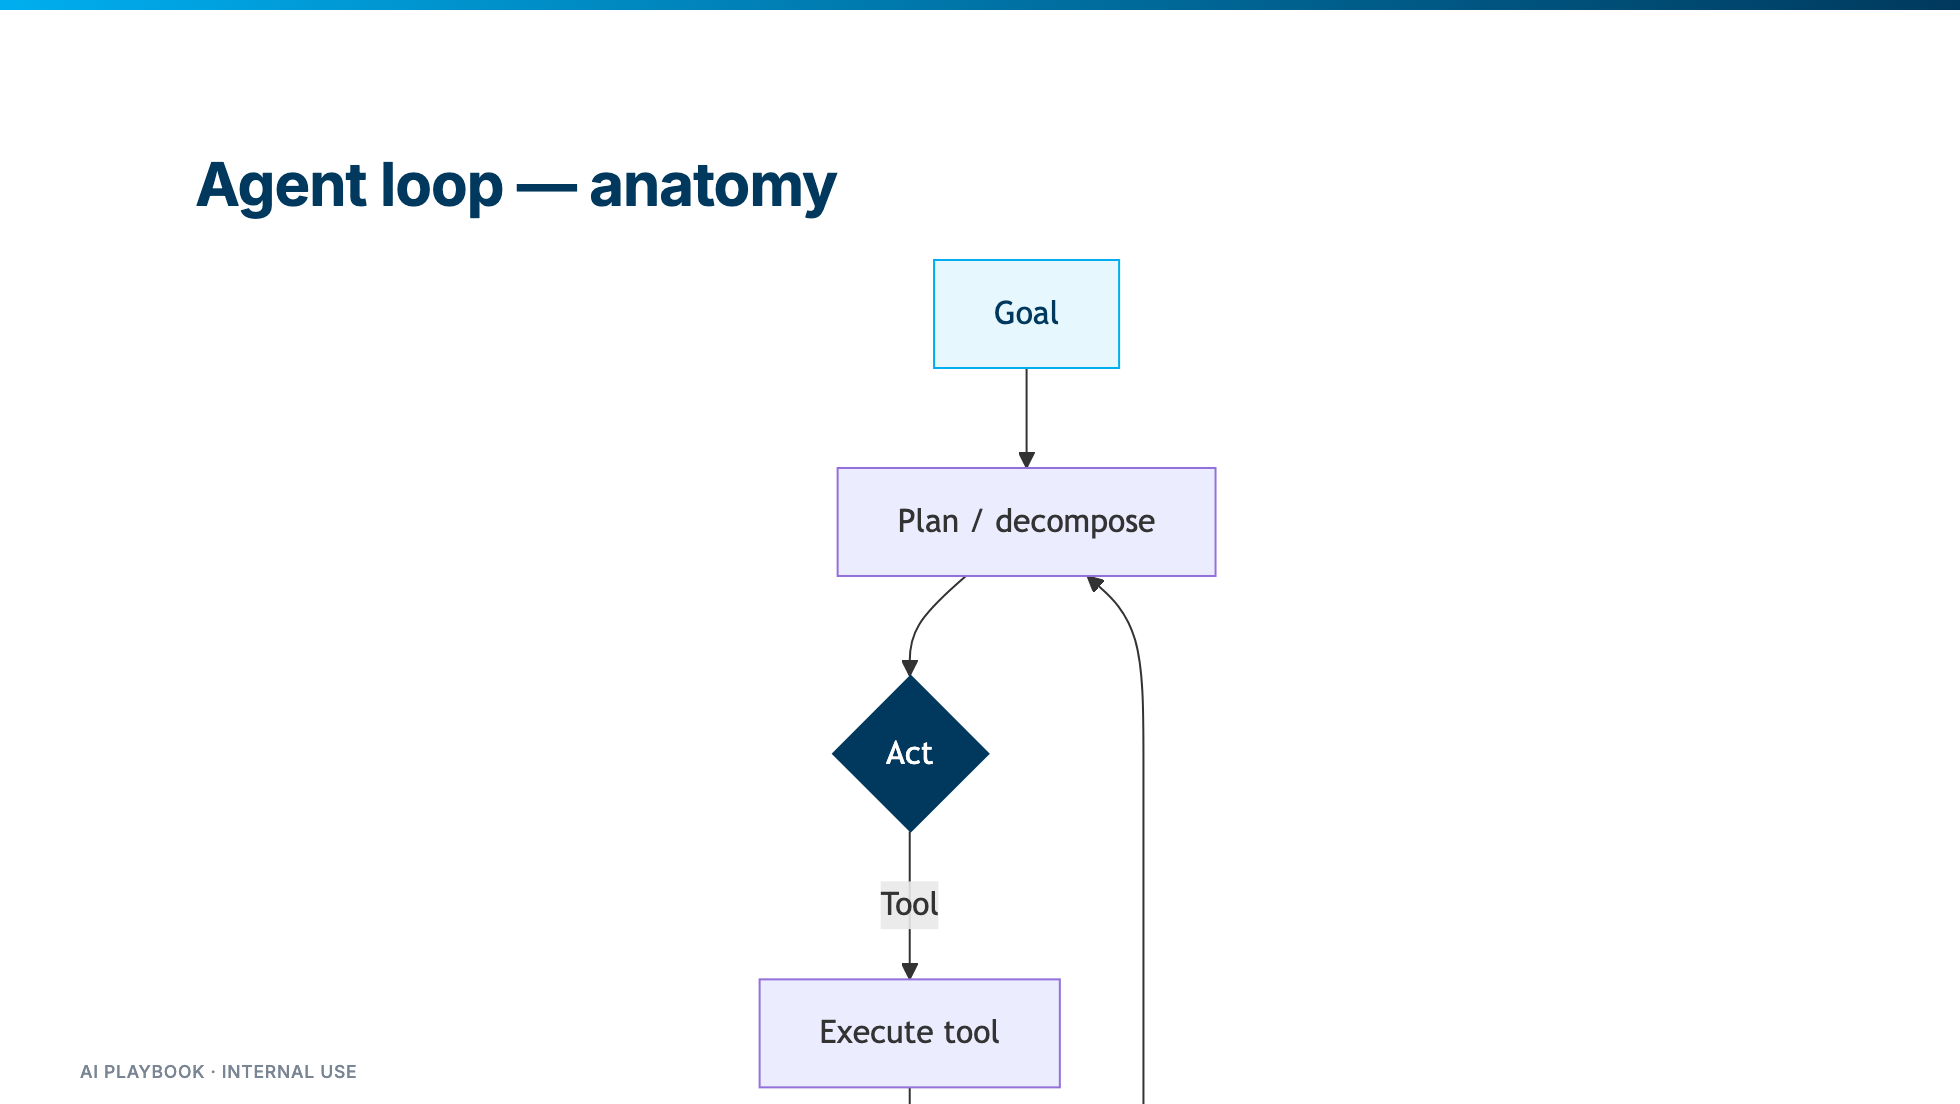 Agent loop — anatomy
Goal
Plan / decompose
Act
Tool
Execute tool
AI PLAYBOOK · INTERNAL USE